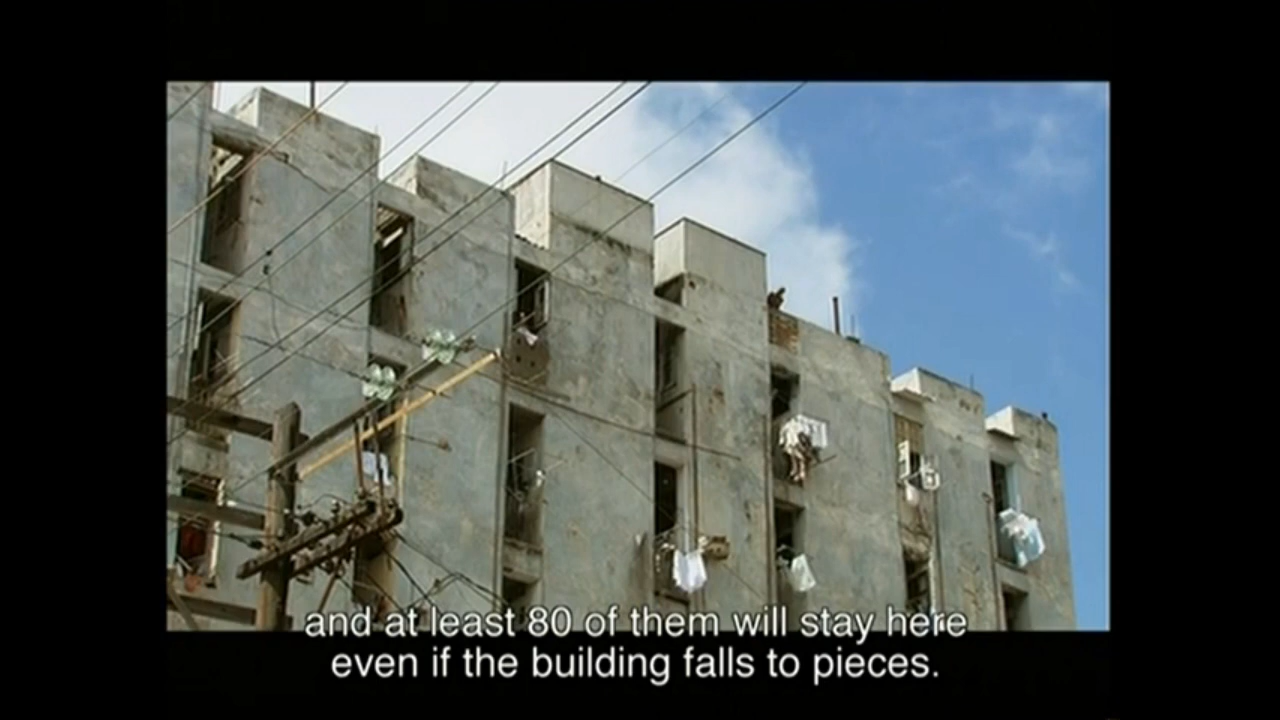 and at least 80 of them will stay here
even if the building falls to pieces.